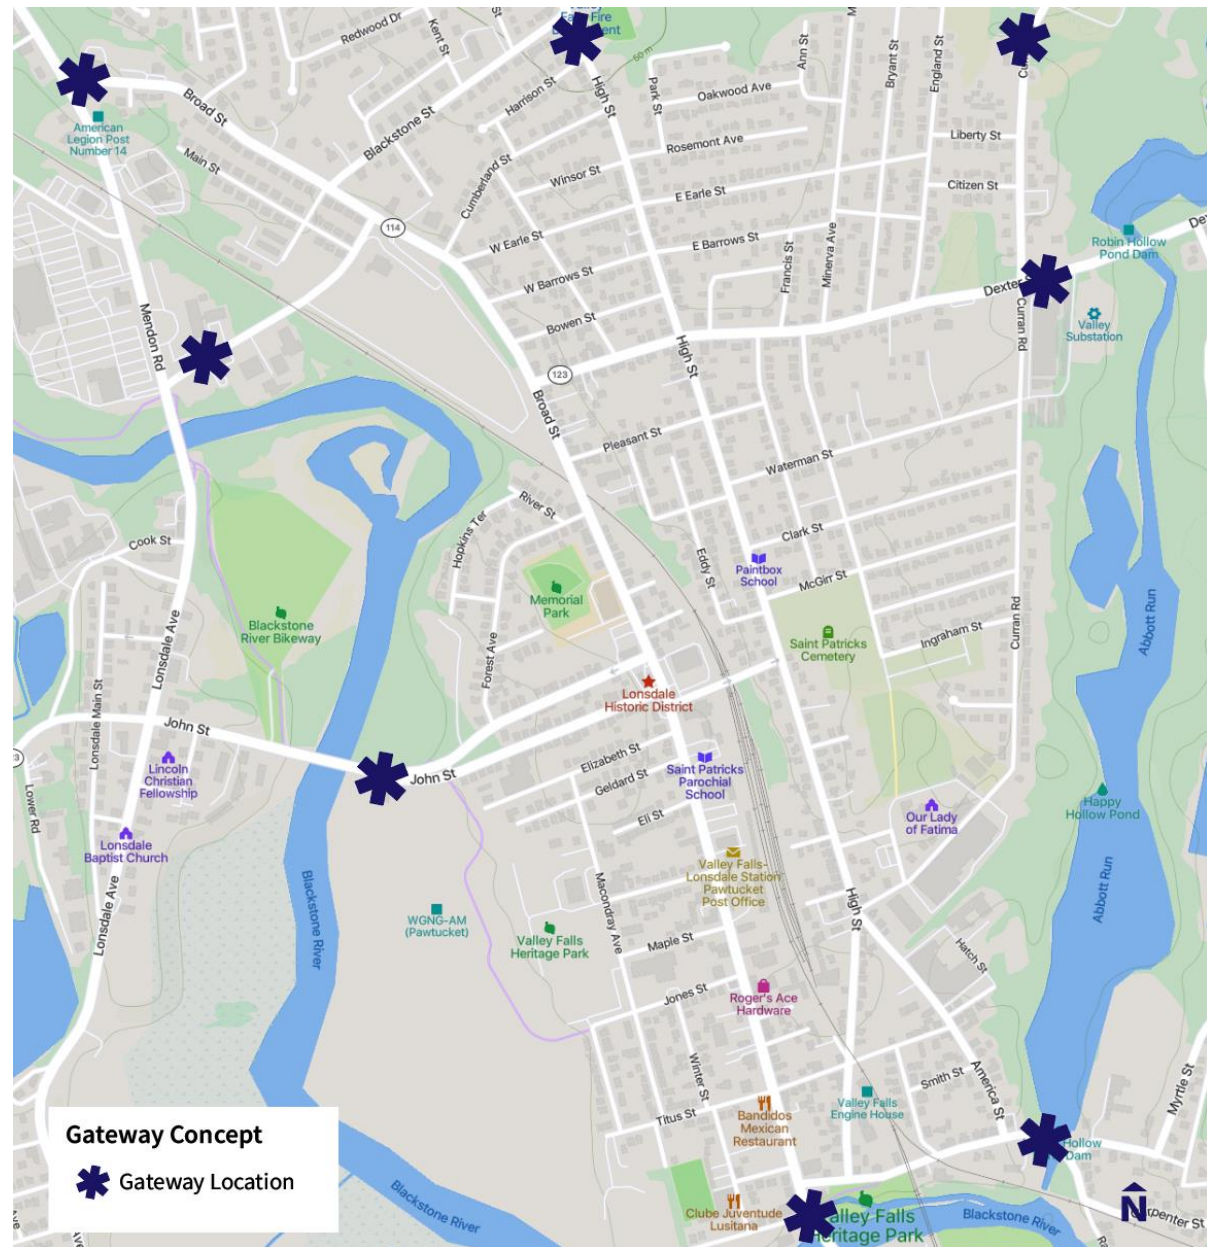 Redwood Dr
Kent St
Valley
Falls Fire
Harrison St
High St
Park St
Ann St
Oakwood Ave
Bryant St
England St
Broad St
American
Legion Post
Number 14
Main St
Blackstone St
Cumberland St
Winsor St
Rosemont Ave
Liberty St
Citizen St
E Earle St
114
W Earle St
E Barrows St
Francis St
Minerva Ave
Robin Hollow
Pond Dam
W Barrows St
Bowen St
Dexter
Curran Rd
Valley
Substation
Mendon Rd
High St
123
Broad St
Pleasant St
Waterman St
River St
Hopkins Ter
Clark St
Cook St
Eddy St
Paintbox
School
McGirr St
Memorial
Park
Blackstone
River Bikeway
Lonsdale Ave
Forest Ave
Saint Patricks
Cemetery
Ingraham St
Curran Rd
Abbott Run
Lonsdale Main St
Lonsdale
Historic District
John St
Lincoln
Christian
Fellowship
John St
Elizabeth St
Geldard St
Saint Patricks
Parochial
School
Eli St
Lower Rd
Happy
Hollow Pond
Our Lady
of Fatima
Lonsdale
Baptist Church
Valley Falls-
Lonsdale Station
Pawtucket
Post Office
Blackstone River
Lonsdale Ave
Macondray Ave
WGNG-AM
(Pawtucket)
Valley Falls
Heritage Park
High St
Abbott Run
Maple St
Hatch St
Jones St
Roger's Ace
Hardware
Winter St
Smith St
America St
Myrtle St
Titus St
Bandidos
Mexican
Restaurant
Valley Falls
Engine House
Hollow
Dam
Gateway Concept
Gateway Location
Blackstone River
Clube Juventude
Lusitana
Valley Falls
Heritage Park
Blackstone River
N
Carpenter St